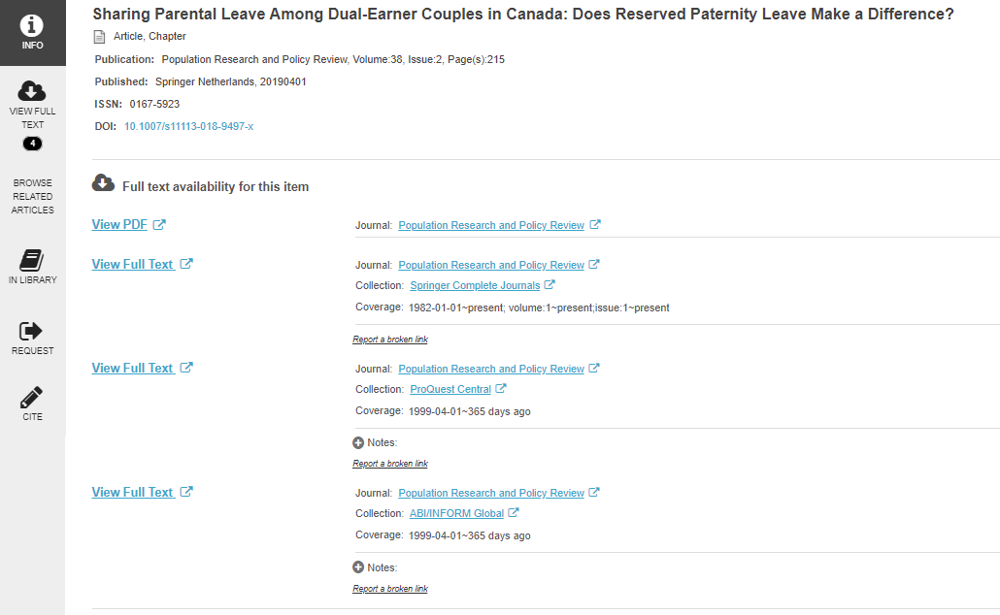 Sharing Parental Leave Among Dual-Earner Couples in Canada: Does Reserved Paternity Leave Make a Difference?
Article, Chapter
Publication: Population Research and Policy Review, Volume:38, Issue:2, Page(s):215
Published: Springer Netherlands, 20190401
ISSN: 0167-5923
DOI: 10.1007/s11113-018-9497-x
INFO
VIEW FULL
TEXT
4
BROWSE
RELATED
ARTICLES
IN LIBRARY
REQUEST
CITE
Full text availability for this item
View PDF
Journal: Population Research and Policy Review
View Full Text
Journal: Population Research and Policy Review
Collection: Springer Complete Journals
Coverage: 1982-01-01~present; volume:1~present;issue:1~present
Report a broken link
View Full Text
Journal: Population Research and Policy Review
Collection: ProQuest Central
Coverage: 1999-04-01~365 days ago
Notes:
Report a broken link
View Full Text
Journal: Population Research and Policy Review
Collection: ABI/INFORM Global
Coverage: 1999-04-01~365 days ago
Notes:
Report a broken link